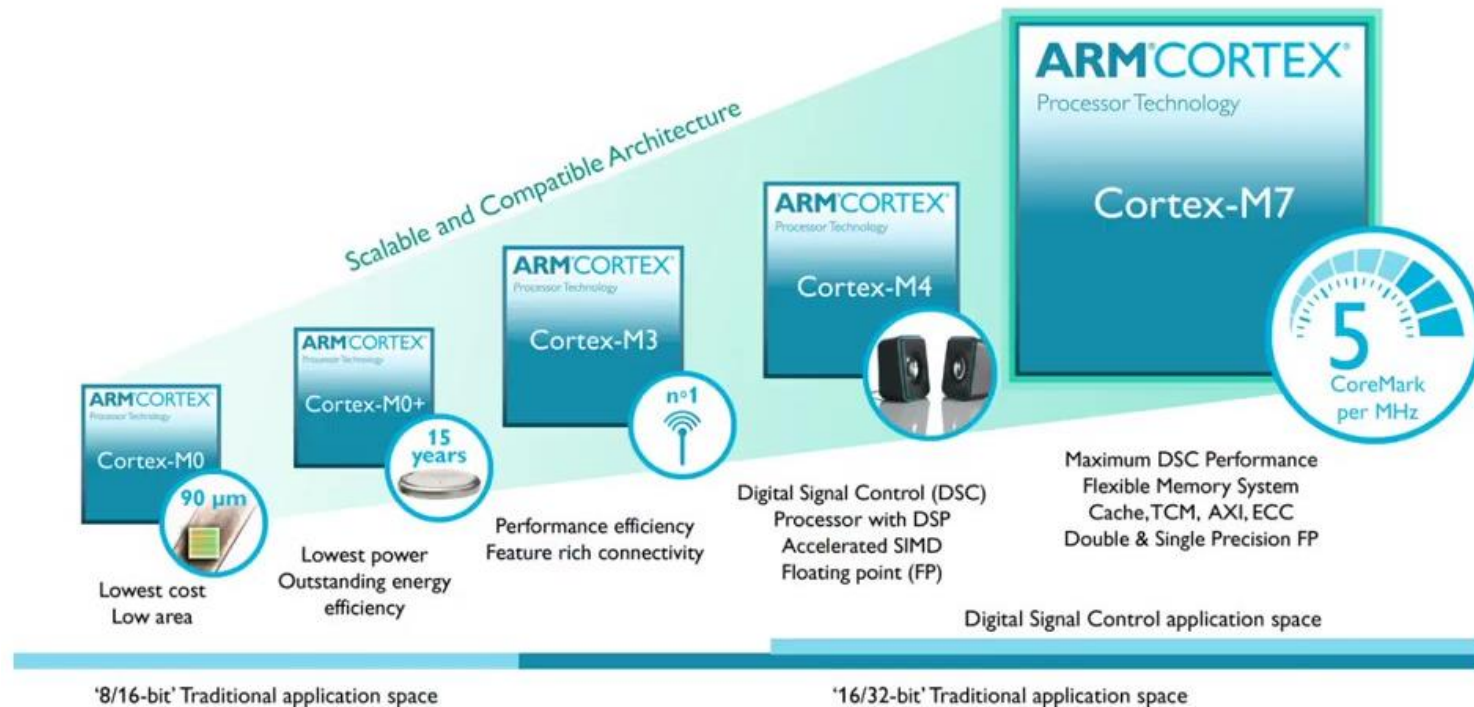 Scalable and Compatible Architecture
ARM®CORTEX®
Processor Technology
Cortex-M0
90 µm
Lowest cost
Low area
ARM®CORTEX®
Processor Technology
Cortex-M0+
15
years
Lowest power
Outstanding energy
efficiency
ARM®CORTEX®
Processor Technology
Cortex-M3
nº1
Performance efficiency
Feature rich connectivity
ARM®CORTEX®
Processor Technology
Cortex-M4
Digital Signal Control (DSC)
Processor with DSP
Accelerated SIMD
Floating point (FP)
ARM®CORTEX®
Processor Technology
Cortex-M7
5
CoreMark
per MHz
Maximum DSC Performance
Flexible Memory System
Cache, TCM, AXI, ECC
Double & Single Precision FP
Digital Signal Control application space
‘8/16-bit’ Traditional application space
‘16/32-bit’ Traditional application space